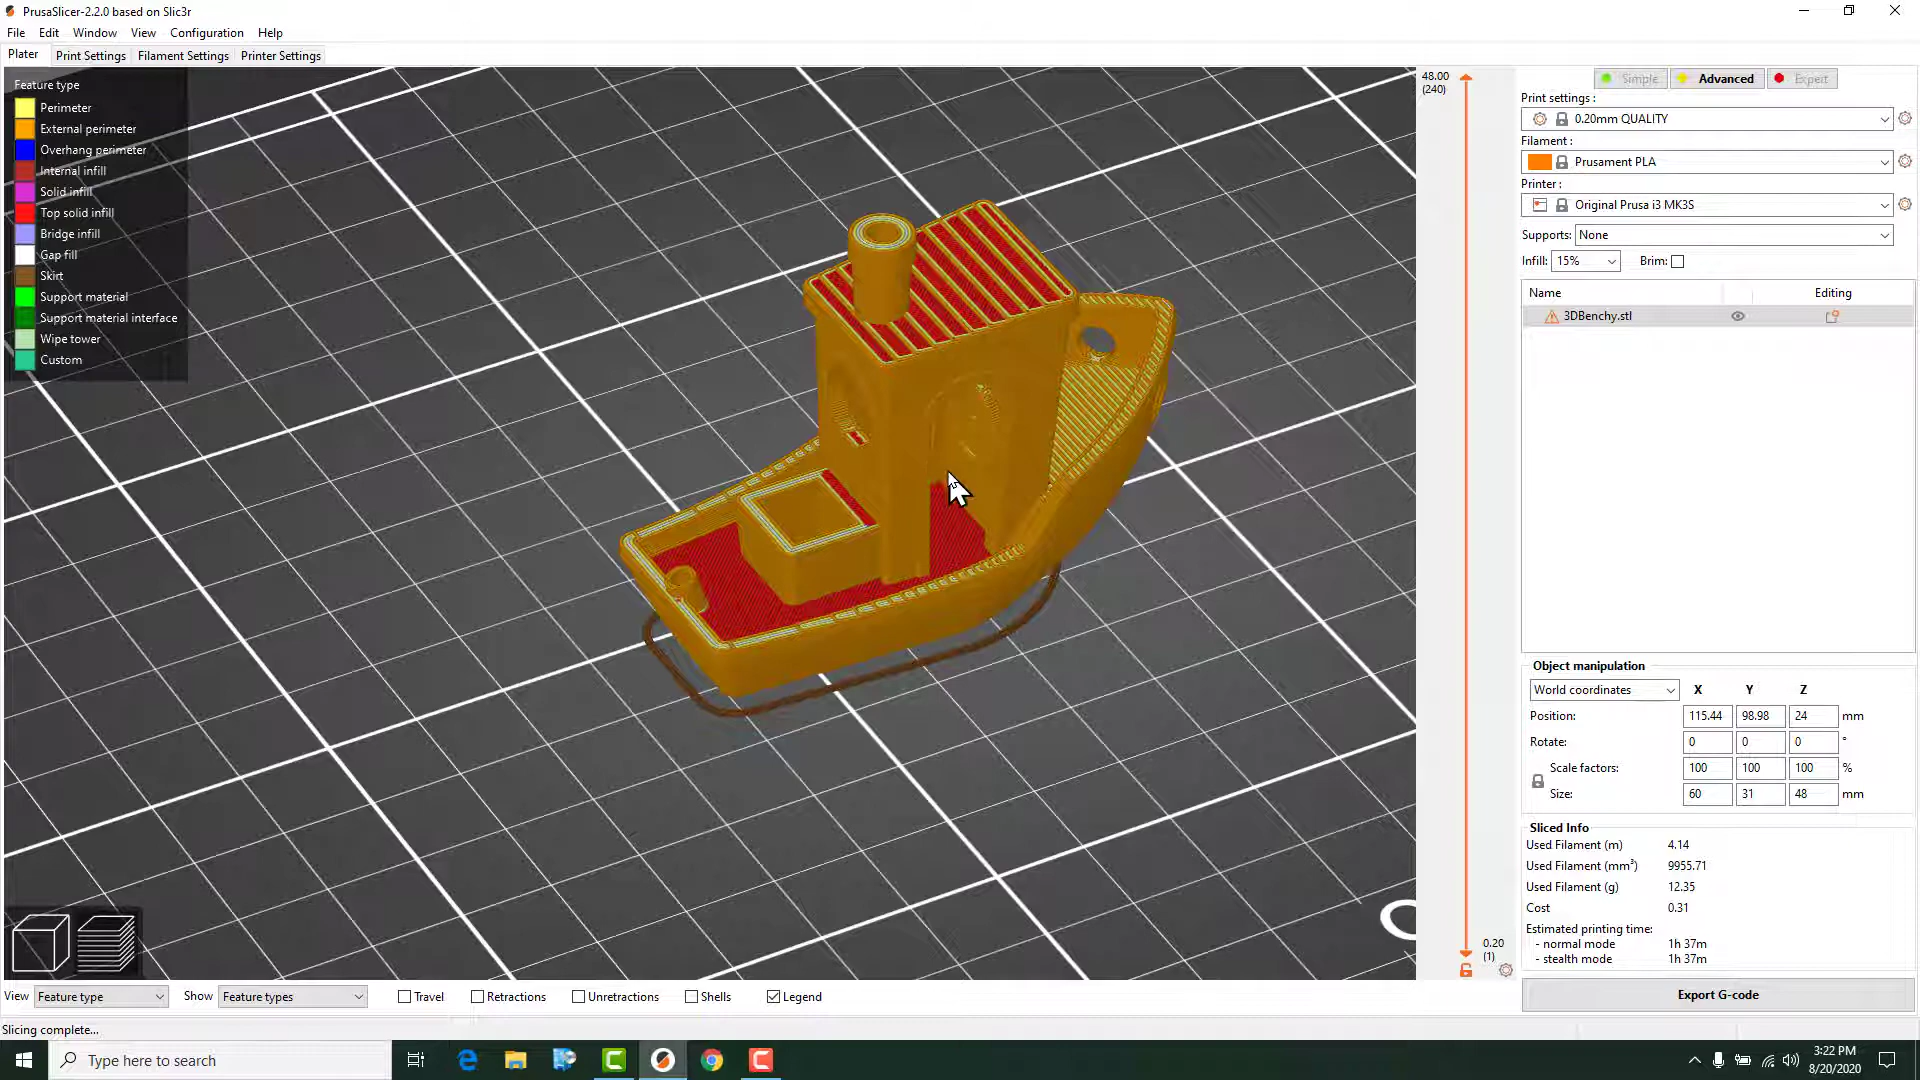 PrusaSlicer-2.2.0 based on Slic3r
File Edit Window View Configuration Help
Plater Print Settings Filament Settings Printer Settings
Feature type
Perimeter
External perimeter
Overhang perimeter
Internal infill
Solid infill
Top solid infill
Bridge infill
Gap fill
Skirt
Support material
Support material interface
Wipe tower
Custom
48.00
(240)
0.20
(1)
Simple Advanced Expert
Print settings :
0.20mm QUALITY
Filament :
Prusament PLA
Printer :
Original Prusa i3 MK3S
Supports: None
Infill: 15% Brim:
Name Editing
3DBenchy.stl
Object manipulation
World coordinates X Y Z
Position: 115.44 98.98 24 mm
Rotate: 0 0 0 °
Scale factors: 100 100 100 %
Size: 60 31 48 mm
Sliced Info
Used Filament (m) 4.14
Used Filament (mm³) 9955.71
Used Filament (g) 12.35
Cost 0.31
Estimated printing time:
- normal mode 1h 37m
- stealth mode 1h 37m
View Feature type Show Feature types Travel Retractions Unretractions Shells Legend
Export G-code
Slicing complete...
Type here to search
3:22 PM
8/20/2020